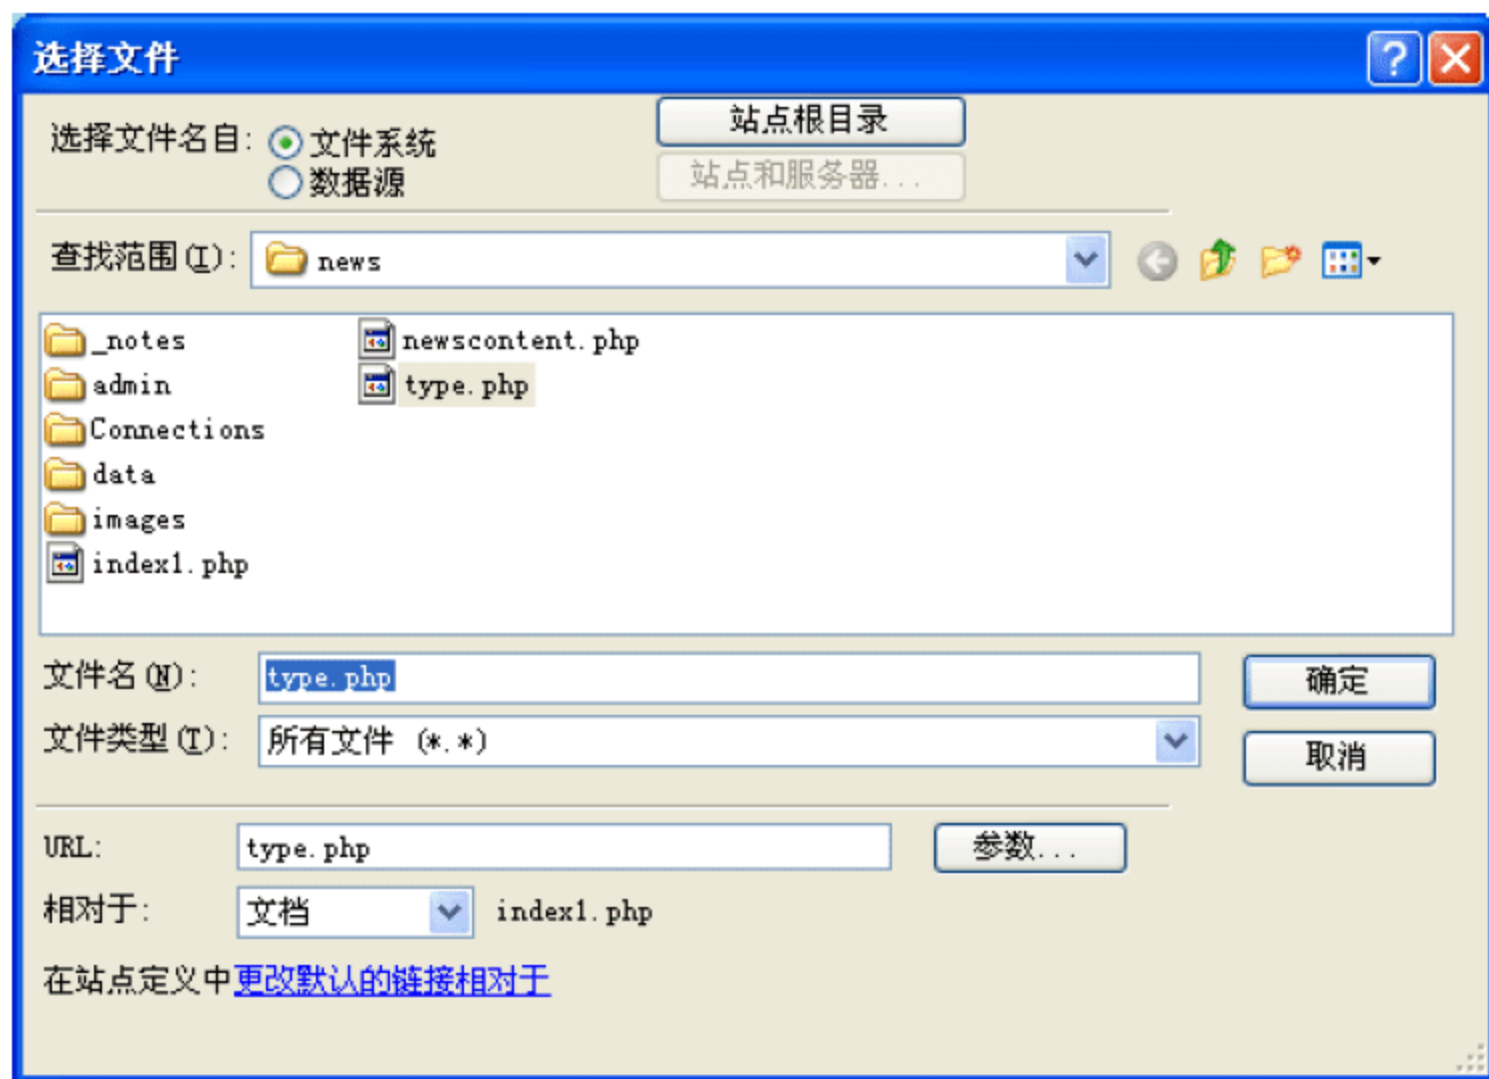 选择文件
选择文件名自: 文件系统 站点根目录
数据源 站点和服务器...
查找范围(I): news
_notes newscontent.php
admin type.php
Connections
data
images
index1.php
文件名(N): type.php 确定
文件类型(T): 所有文件 (*.*) 取消
URL: type.php 参数...
相对于: 文档 index1.php
在站点定义中更改默认的链接相对于